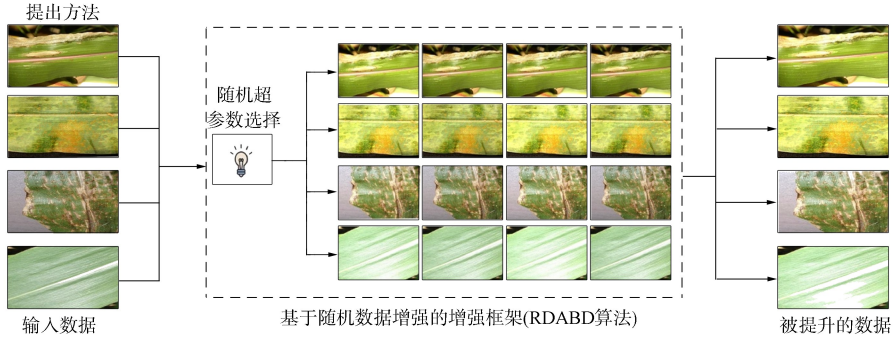 提出方法
随机超
参数选择
输入数据
基于随机数据增强的增强框架(RDABD算法)
被提升的数据